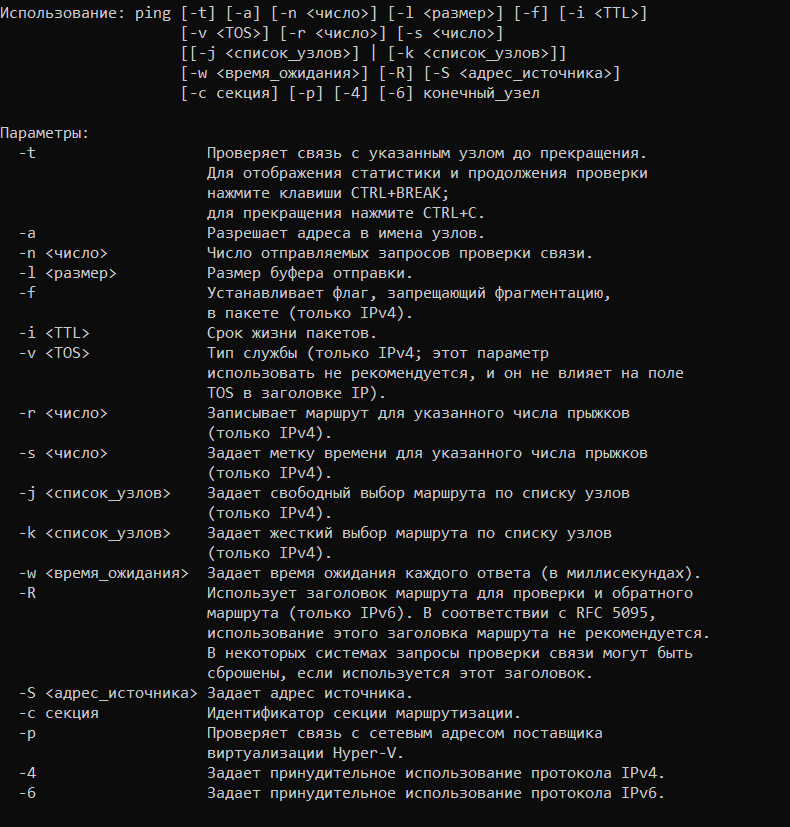 Использование: ping [-t] [-a] [-n <число>] [-l <размер>] [-f] [-i <TTL>]
[-v <TOS>] [-r <число>] [-s <число>]
[[-j <список_узлов>] | [-k <список_узлов>]]
[-w <время_ожидания>] [-R] [-S <адрес_источника>]
[-c секция] [-p] [-4] [-6] конечный_узел
Параметры:
-t Проверяет связь с указанным узлом до прекращения.
Для отображения статистики и продолжения проверки
нажмите клавиши CTRL+BREAK;
для прекращения нажмите CTRL+C.
-a Разрешает адреса в имена узлов.
-n <число> Число отправляемых запросов проверки связи.
-l <размер> Размер буфера отправки.
-f Устанавливает флаг, запрещающий фрагментацию,
в пакете (только IPv4).
-i <TTL> Срок жизни пакетов.
-v <TOS> Тип службы (только IPv4; этот параметр
использовать не рекомендуется, и он не влияет на поле
TOS в заголовке IP).
-r <число> Записывает маршрут для указанного числа прыжков
(только IPv4).
-s <число> Задает метку времени для указанного числа прыжков
(только IPv4).
-j <список_узлов> Задает свободный выбор маршрута по списку узлов
(только IPv4).
-k <список_узлов> Задает жесткий выбор маршрута по списку узлов
(только IPv4).
-w <время_ожидания> Задает время ожидания каждого ответа (в миллисекундах).
-R Использует заголовок маршрута для проверки и обратного
маршрута (только IPv6). В соответствии с RFC 5095,
использование этого заголовка маршрута не рекомендуется.
В некоторых системах запросы проверки связи могут быть
сброшены, если используется этот заголовок.
-S <адрес_источника> Задает адрес источника.
-c секция Идентификатор секции маршрутизации.
-p Проверяет связь с сетевым адресом поставщика
виртуализации Hyper-V.
-4 Задает принудительное использование протокола IPv4.
-6 Задает принудительное использование протокола IPv6.